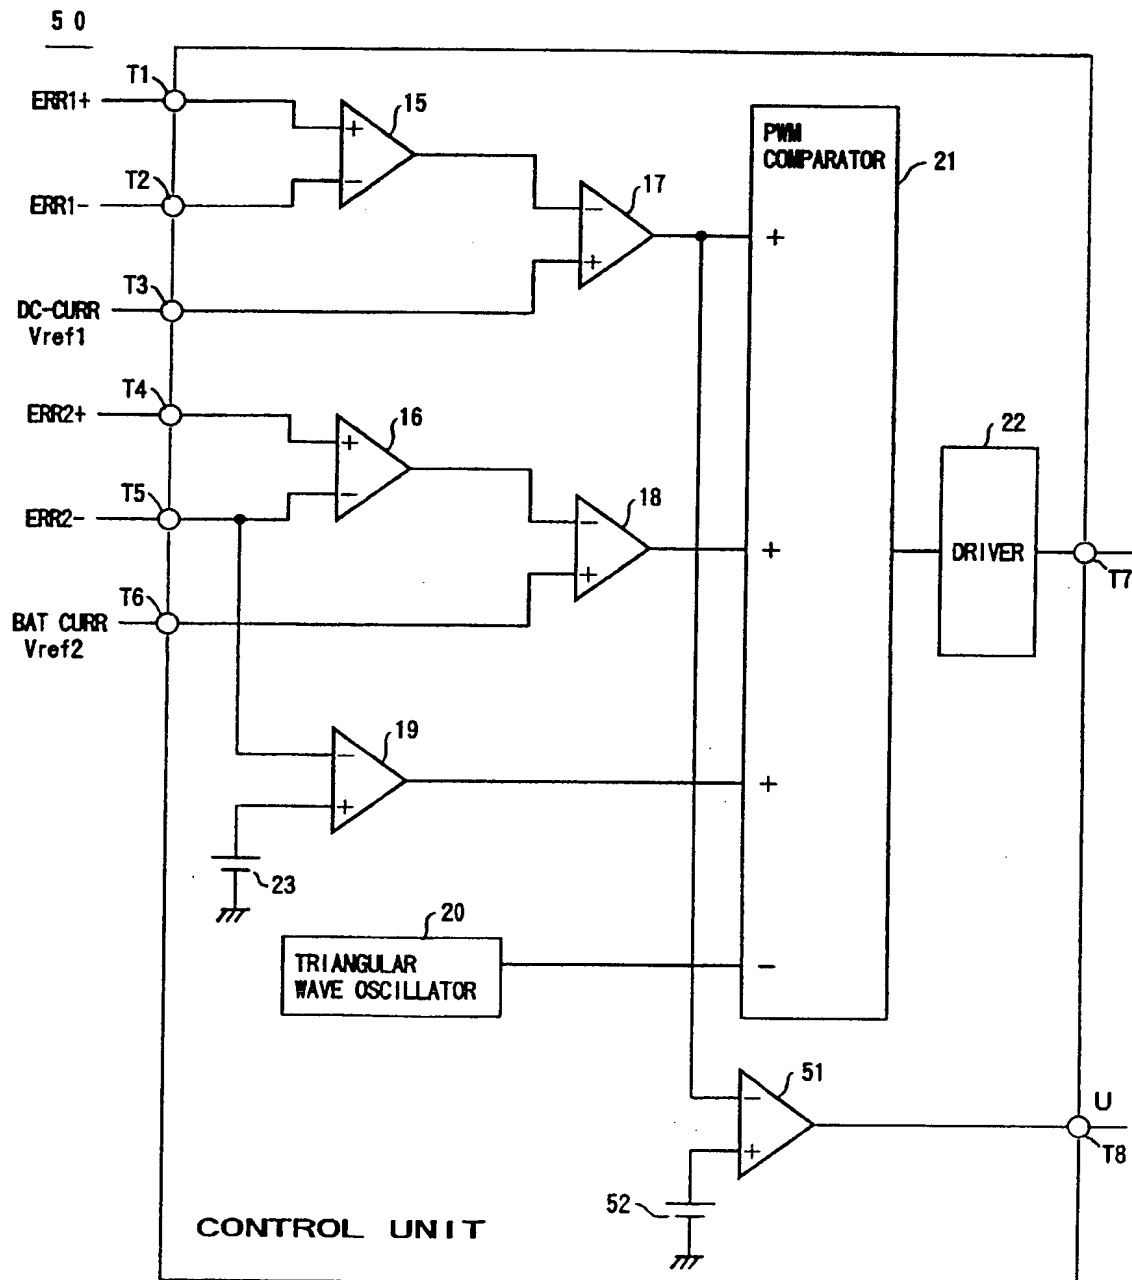 50
T1
ERR1+
15
PWM
COMPARATOR
21
T2
ERR1-
17
T3
DC-CURR
Vref1
T4
ERR2+
16
22
T5
ERR2-
18
DRIVER
T7
T6
BAT CURR
Vref2
19
23
20
TRIANGULAR
WAVE OSCILLATOR
51
U
T8
52
CONTROL UNIT
+
-
-
+
+
+
-
-
+
+
-
+
+
-
-
+